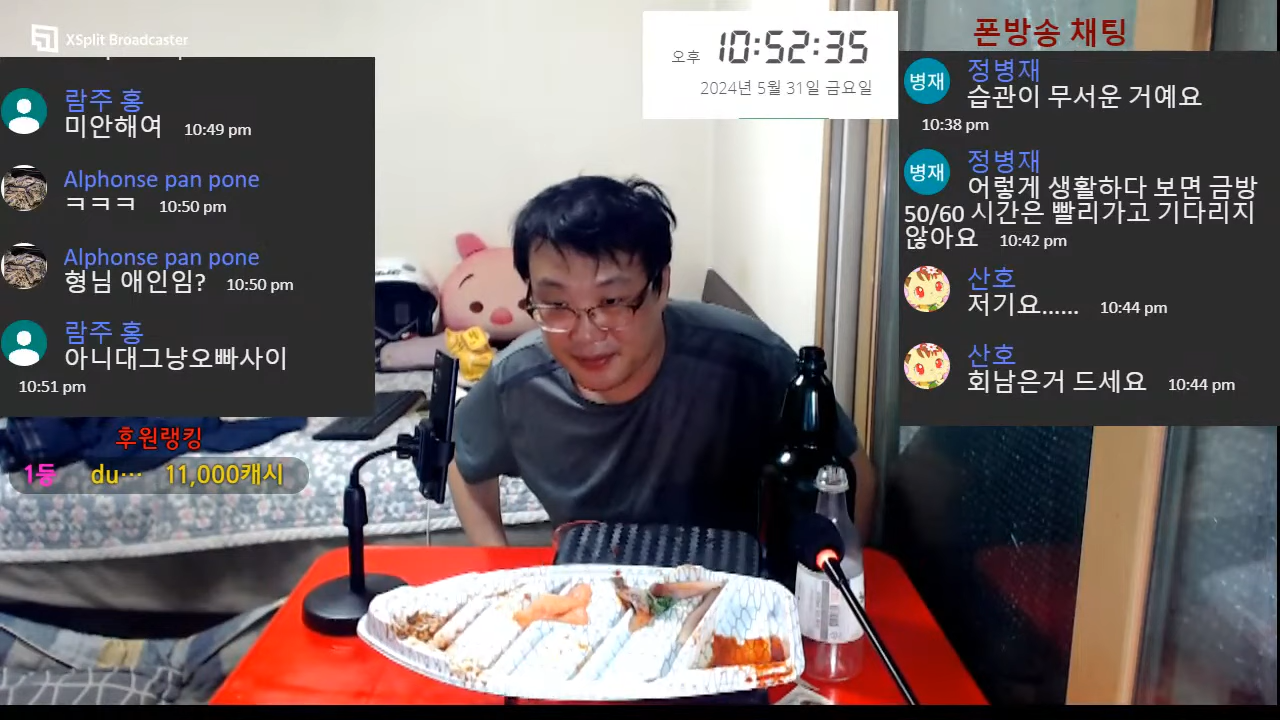 XSplit Broadcaster
람주 홍
미안해여 10:49 pm
Alphonse pan pone
ㅋㅋㅋ 10:50 pm
Alphonse pan pone
형님 애인임? 10:50 pm
람주 홍
아니대그냥오빠사이
10:51 pm
후원랭킹
1등 du… 11,000캐시
오후 10:52:35
2024년 5월 31일 금요일
폰방송 채팅
병재 정병재
습관이 무서운 거예요
10:38 pm
병재 정병재
어렇게 생활하다 보면 금방
50/60 시간은 빨리가고 기다리지
않아요 10:42 pm
산호
저기요...... 10:44 pm
산호
회남은거 드세요 10:44 pm